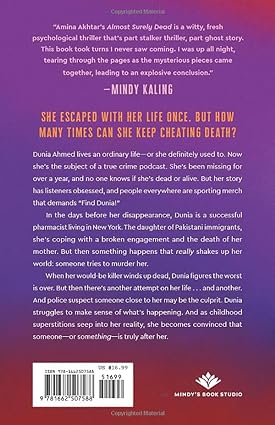 "Amina Akhtar's Almost Surely Dead is a witty, fresh
psychological thriller that's part stalker thriller, part ghost story.
This book took turns I never saw coming. I was up all night,
tearing through the pages as the mysterious pieces came
together, leading to an explosive conclusion."
—MINDY KALING
SHE ESCAPED WITH HER LIFE ONCE. BUT HOW
MANY TIMES CAN SHE KEEP CHEATING DEATH?
Dunia Ahmed lives an ordinary life—or she definitely used to. Now
she's the subject of a true crime podcast. She's been missing for
over a year, and no one knows if she's dead or alive. But her story
has listeners obsessed, and people everywhere are sporting merch
that demands "Find Dunia!"
In the days before her disappearance, Dunia is a successful
pharmacist living in New York. The daughter of Pakistani immigrants,
she's coping with a broken engagement and the death of her
mother. But then something happens that really shakes up her
world: someone tries to murder her.
When her would-be killer winds up dead, Dunia figures the worst
is over. But then there's another attempt on her life . . . and another.
And police suspect someone close to her may be the culprit. Dunia
struggles to make sense of what's happening. And as childhood
superstitions seep into her reality, she becomes convinced that
someone—or something—is truly after her.
ISBN 978-1662507588
US $16.99
51699
9 781662 507588
MINDY'S BOOK STUDIO